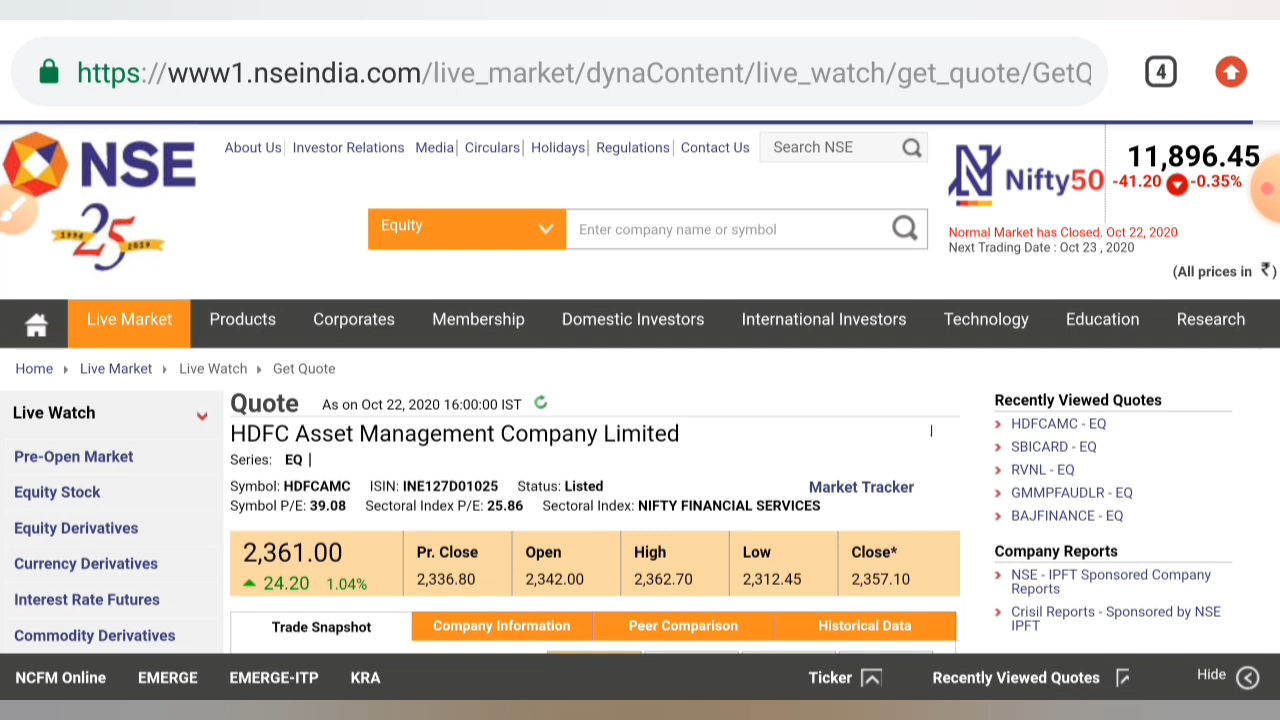 https://www1.nseindia.com/live_market/dynaContent/live_watch/get_quote/GetQ
4
NSE
About Us
Investor Relations
Media
Circulars
Holidays
Regulations
Contact Us
Search NSE
Nifty50
11,896.45
-41.20 -0.35%
1994 25 2019
Equity
Enter company name or symbol
Normal Market has Closed. Oct 22, 2020
Next Trading Date : Oct 23 , 2020
(All prices in ₹)
Live Market
Products
Corporates
Membership
Domestic Investors
International Investors
Technology
Education
Research
Home
Live Market
Live Watch
Get Quote
Live Watch
Pre-Open Market
Equity Stock
Equity Derivatives
Currency Derivatives
Interest Rate Futures
Commodity Derivatives
Quote As on Oct 22, 2020 16:00:00 IST
HDFC Asset Management Company Limited |
Series: EQ |
Symbol: HDFCAMC ISIN: INE127D01025 Status: Listed
Market Tracker
Symbol P/E: 39.08 Sectoral Index P/E: 25.86 Sectoral Index: NIFTY FINANCIAL SERVICES
2,361.00
24.20 1.04%
Pr. Close
2,336.80
Open
2,342.00
High
2,362.70
Low
2,312.45
Close*
2,357.10
Trade Snapshot
Company Information
Peer Comparison
Historical Data
Recently Viewed Quotes
HDFCAMC - EQ
SBICARD - EQ
RVNL - EQ
GMMPFAUDLR - EQ
BAJFINANCE - EQ
Company Reports
NSE - IPFT Sponsored Company
Reports
Crisil Reports - Sponsored by NSE
IPFT
NCFM Online
EMERGE
EMERGE-ITP
KRA
Ticker
Recently Viewed Quotes
Hide